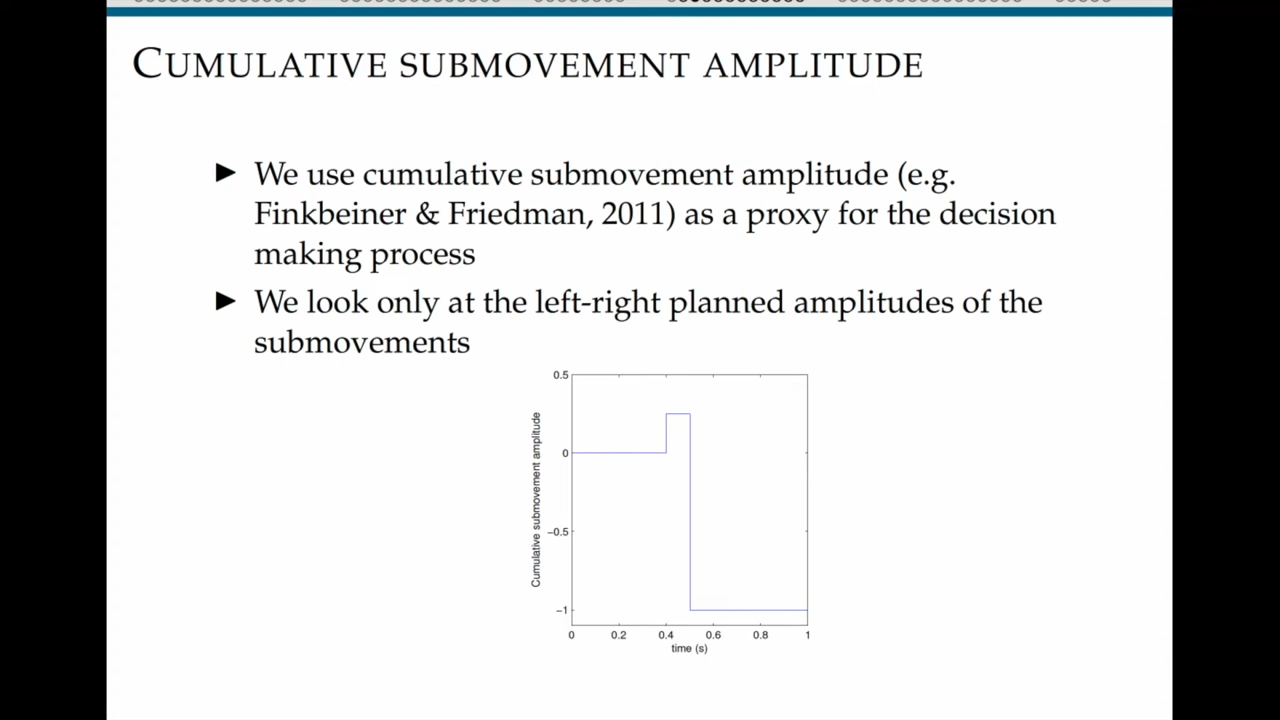 CUMULATIVE SUBMOVEMENT AMPLITUDE
▶ We use cumulative submovement amplitude (e.g.
Finkbeiner & Friedman, 2011) as a proxy for the decision
making process
▶ We look only at the left-right planned amplitudes of the
submovements
0.5
0
−0.5
−1
Cumulative submovement amplitude
0 0.2 0.4 0.6 0.8 1
time (s)